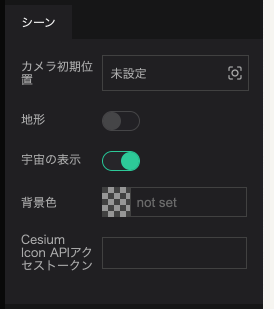 シーン
カメラ初期位
置
未設定
地形
宇宙の表示
背景色
not set
Cesium
Icon APIアク
セストークン